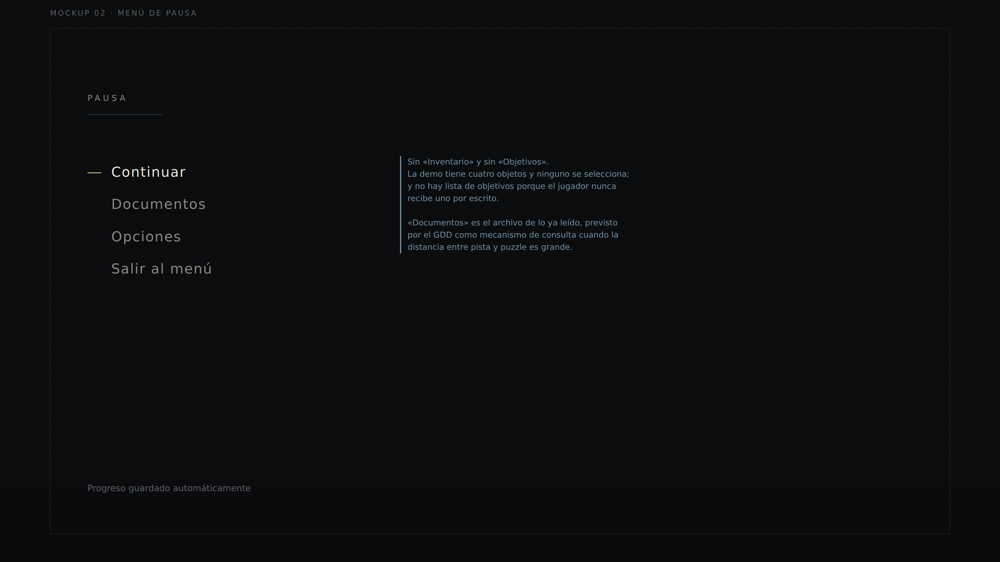 MOCKUP 02 · MENÚ DE PAUSA
PAUSA
Continuar
Documentos
Opciones
Salir al menú
Sin «Inventario» y sin «Objetivos».
La demo tiene cuatro objetos y ninguno se selecciona;
y no hay lista de objetivos porque el jugador nunca
recibe uno por escrito.
«Documentos» es el archivo de lo ya leído, previsto
por el GDD como mecanismo de consulta cuando la
distancia entre pista y puzzle es grande.
Progreso guardado automáticamente